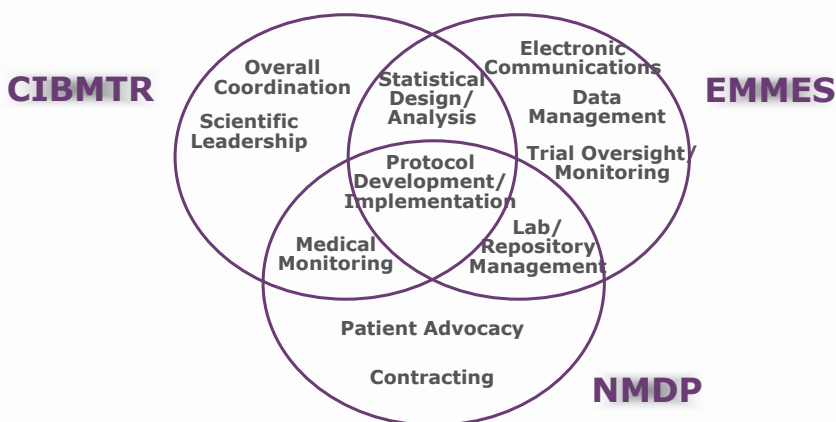 CIBMTR
Overall
Coordination
Scientific
Leadership
Statistical
Design/
Analysis
Electronic
Communications
Data
Management
Trial Oversight/
Monitoring
EMMES
Protocol
Development/
Implementation
Medical
Monitoring
Lab/
Repository
Management
Patient Advocacy
Contracting
NMDP